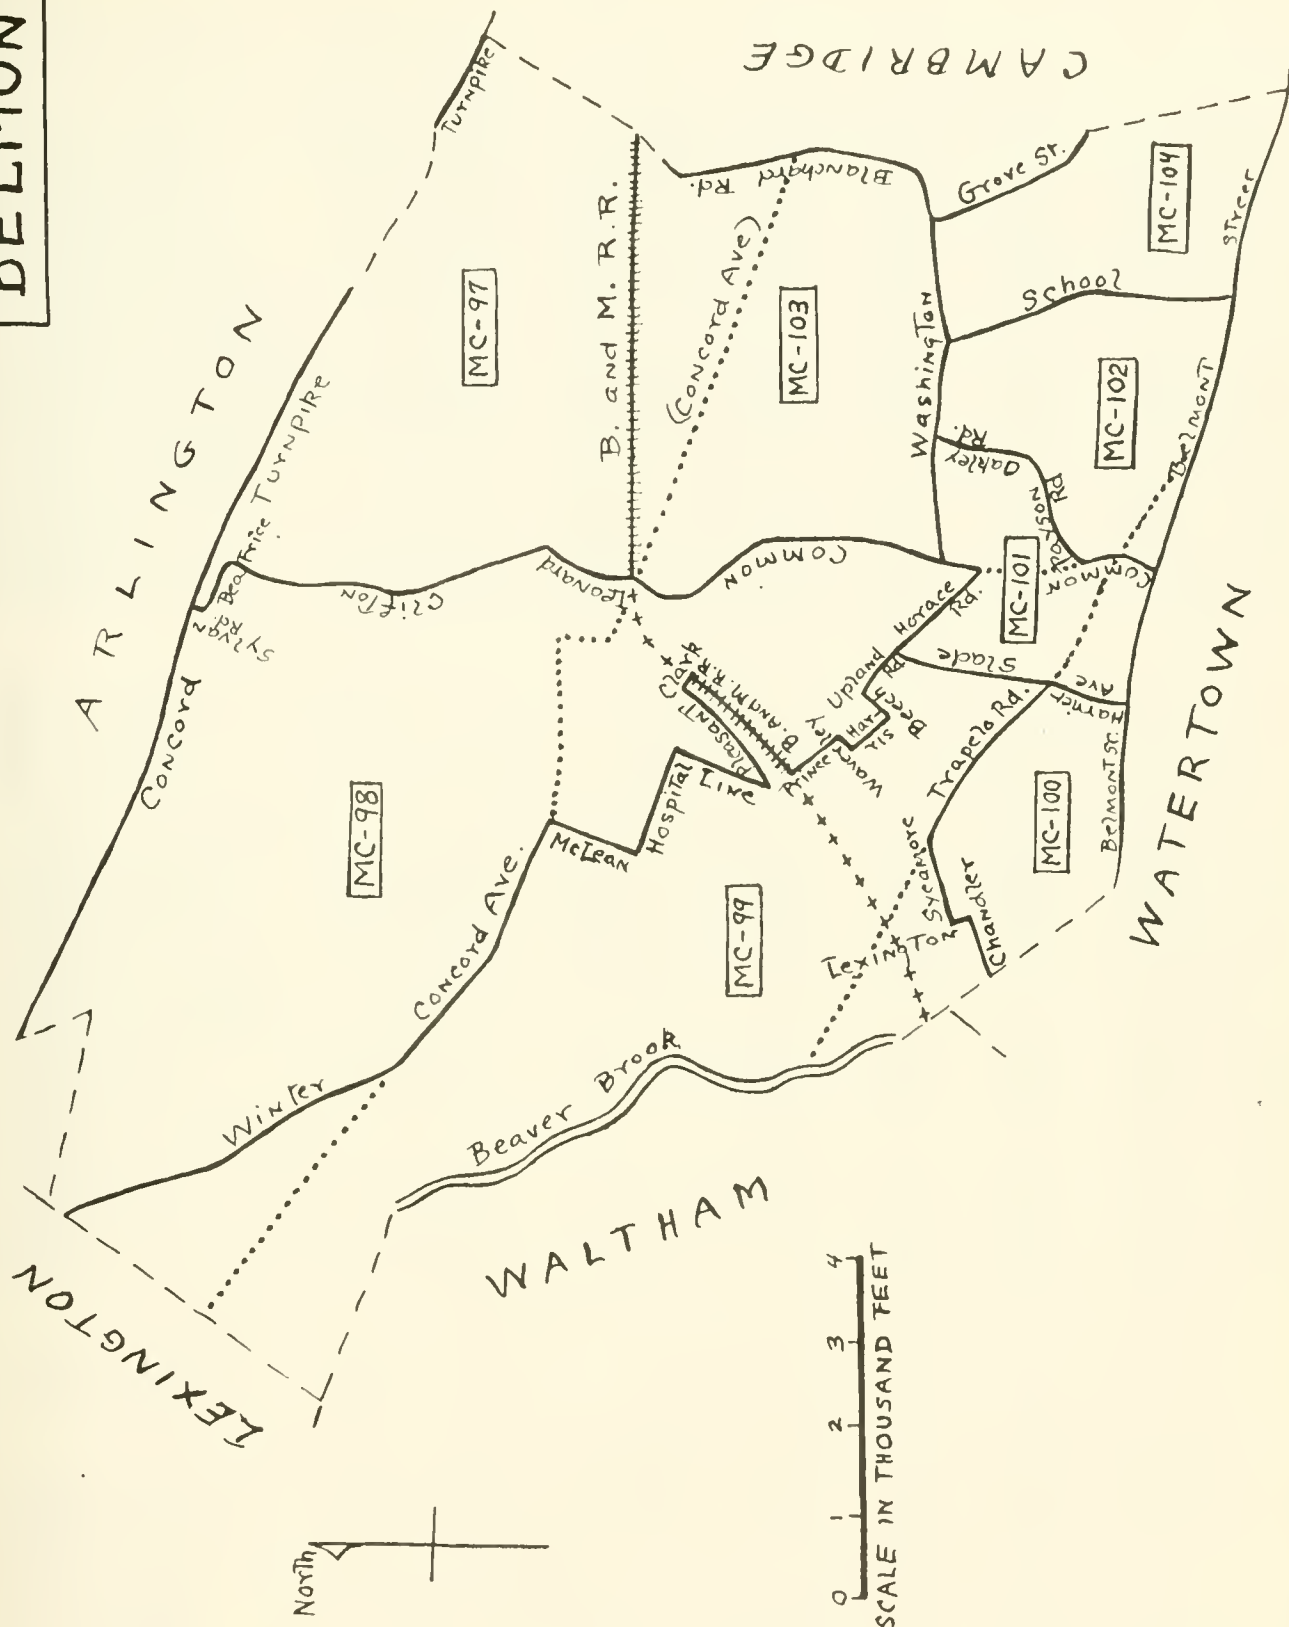 BELMON
CAMBRIDGE
ARLINGTON
LEXINGTON
WALTHAM
WATERTOWN
Turnpike
Turnpike
Concord
Sylvan Rd.
Beatrice
Clifton
Leonard
B. and M. R.R.
(Concord Ave)
Blanchard Rd.
Grove St.
School
Washington
Oakley Rd.
Common
Horace Rd.
Upland Rd
Beech
Harris
Waverley
Prince
Slade
Harriet Ave
Common
Belmont
Street
Belmont St.
Trapelo Rd.
Sycamore
Chandler
Lexington
B. And M. R.R.
Clark
Pleasant
McLean
Hospital
Line
Concord Ave.
Winter
Beaver Brook
MC-97
MC-98
MC-99
MC-100
MC-101
MC-102
MC-103
MC-104
North
0 1 2 3 4
SCALE IN THOUSAND FEET